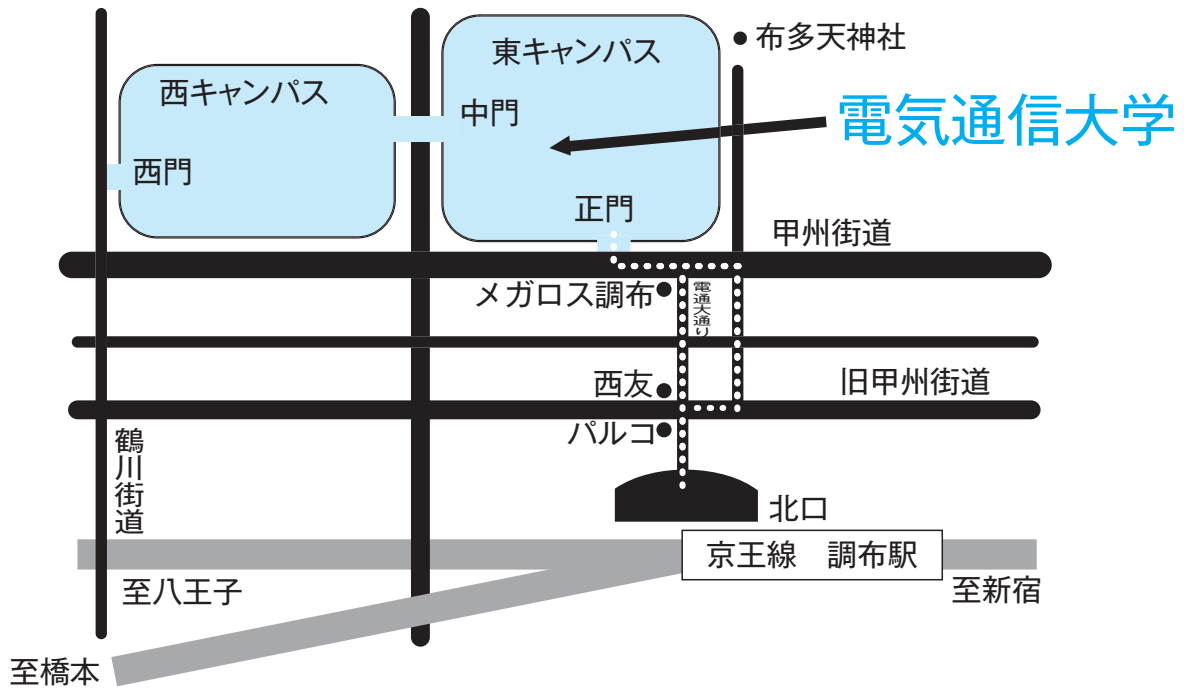 布多天神社
東キャンパス
西キャンパス
電気通信大学
中門
西門
正門
甲州街道
メガロス調布
電通大通り
西友
旧甲州街道
パルコ
鶴川街道
北口
京王線　調布駅
至八王子
至新宿
至橋本